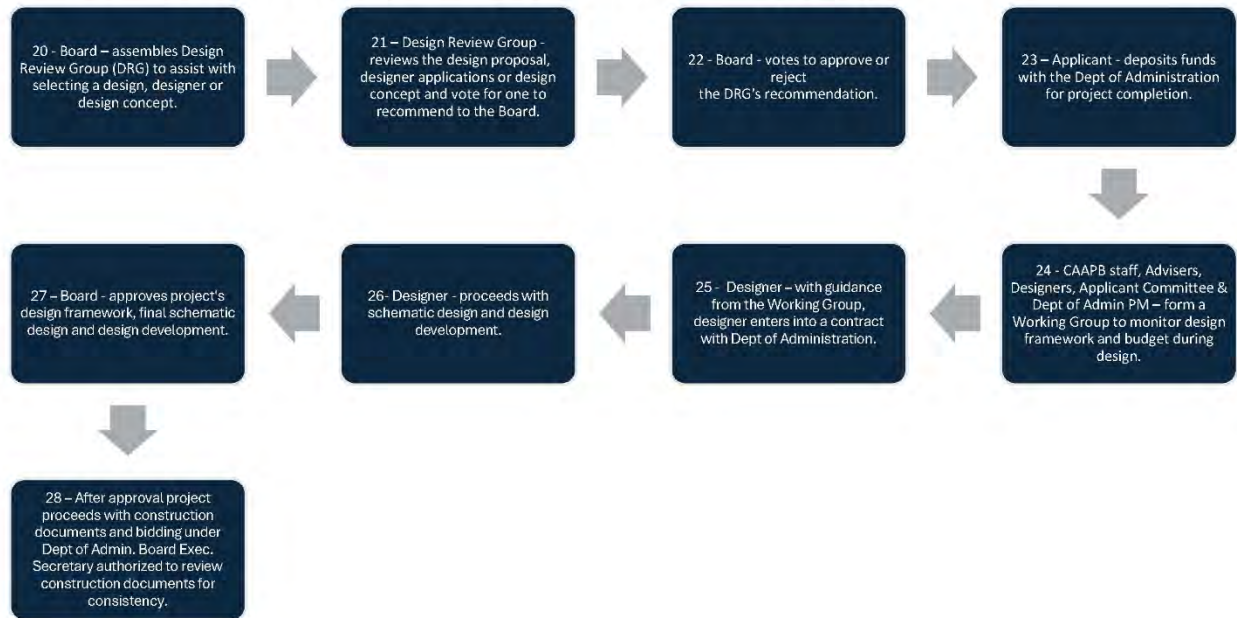 20 - Board – assembles Design
Review Group (DRG) to assist with
selecting a design, designer or
design concept.
21 – Design Review Group -
reviews the design proposal,
designer applications or design
concept and vote for one to
recommend to the Board.
22 - Board - votes to approve or
reject
the DRG's recommendation.
23 – Applicant - deposits funds
with the Dept of Administration
for project completion.
24 - CAAPB staff, Advisers,
Designers, Applicant Committee &
Dept of Admin PM – form a
Working Group to monitor design
framework and budget during
design.
25 - Designer – with guidance
from the Working Group,
designer enters into a contract
with Dept of Administration.
26- Designer - proceeds with
schematic design and design
development.
27 – Board - approves project's
design framework, final schematic
design and design development.
28 – After approval project
proceeds with construction
documents and bidding under
Dept of Admin. Board Exec.
Secretary authorized to review
construction documents for
consistency.